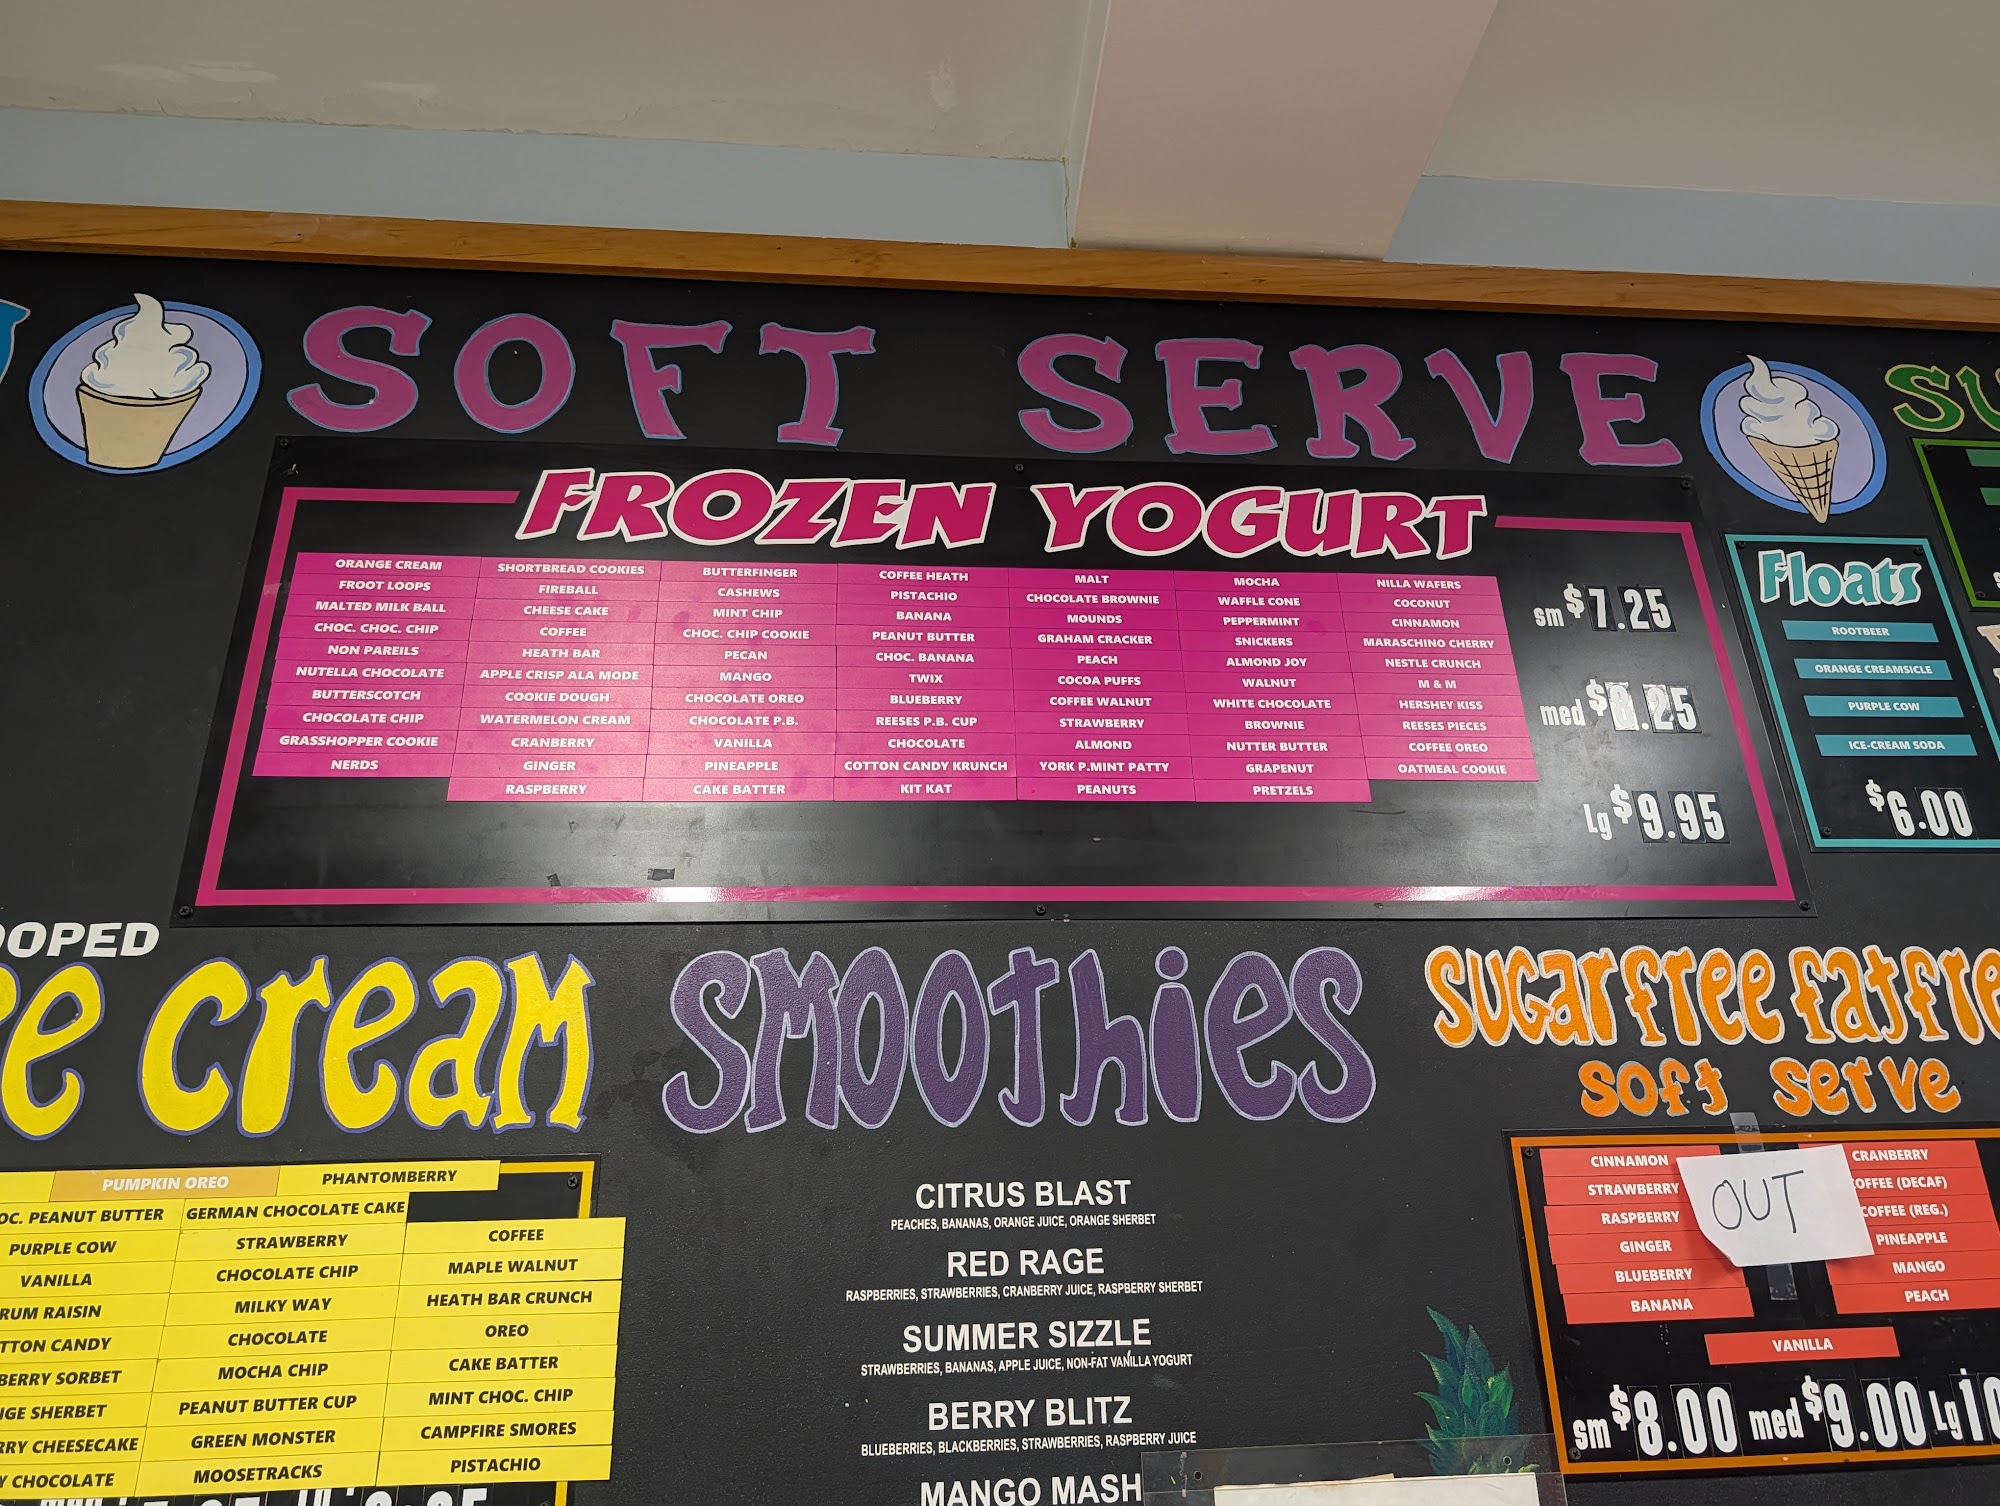 SOFT SERVE
FROZEN YOGURT
ORANGE CREAM
FROOT LOOPS
MALTED MILK BALL
CHOC. CHOC. CHIP
NON PAREILS
NUTELLA CHOCOLATE
BUTTERSCOTCH
CHOCOLATE CHIP
GRASSHOPPER COOKIE
NERDS
SHORTBREAD COOKIES
FIREBALL
CHEESE CAKE
COFFEE
HEATH BAR
APPLE CRISP ALA MODE
COOKIE DOUGH
WATERMELON CREAM
CRANBERRY
GINGER
RASPBERRY
BUTTERFINGER
CASHEWS
MINT CHIP
CHOC. CHIP COOKIE
PECAN
MANGO
CHOCOLATE OREO
CHOCOLATE P.B.
VANILLA
PINEAPPLE
CAKE BATTER
COFFEE HEATH
PISTACHIO
BANANA
PEANUT BUTTER
CHOC. BANANA
TWIX
BLUEBERRY
REESES P.B. CUP
CHOCOLATE
COTTON CANDY KRUNCH
KIT KAT
MALT
CHOCOLATE BROWNIE
MOUNDS
GRAHAM CRACKER
PEACH
COCOA PUFFS
COFFEE WALNUT
STRAWBERRY
ALMOND
YORK P.MINT PATTY
PEANUTS
MOCHA
WAFFLE CONE
PEPPERMINT
SNICKERS
ALMOND JOY
WALNUT
WHITE CHOCOLATE
BROWNIE
NUTTER BUTTER
GRAPENUT
PRETZELS
NILLA WAFERS
COCONUT
CINNAMON
MARASCHINO CHERRY
NESTLE CRUNCH
M & M
HERSHEY KISS
REESES PIECES
COFFEE OREO
OATMEAL COOKIE
sm $7.25
med $8.25
Lg $9.95
Floats
ROOTBEER
ORANGE CREAMSICLE
PURPLE COW
ICE-CREAM SODA
$6.00
OOPED
e cream
PUMPKIN OREO
PHANTOMBERRY
OC. PEANUT BUTTER
PURPLE COW
VANILLA
RUM RAISIN
TTON CANDY
BERRY SORBET
NGE SHERBET
RRY CHEESECAKE
Y CHOCOLATE
GERMAN CHOCOLATE CAKE
STRAWBERRY
CHOCOLATE CHIP
MILKY WAY
CHOCOLATE
MOCHA CHIP
PEANUT BUTTER CUP
GREEN MONSTER
MOOSETRACKS
COFFEE
MAPLE WALNUT
HEATH BAR CRUNCH
OREO
CAKE BATTER
MINT CHOC. CHIP
CAMPFIRE SMORES
PISTACHIO
smoothies
CITRUS BLAST
PEACHES, BANANAS, ORANGE JUICE, ORANGE SHERBET
RED RAGE
RASPBERRIES, STRAWBERRIES, CRANBERRY JUICE, RASPBERRY SHERBET
SUMMER SIZZLE
STRAWBERRIES, BANANAS, APPLE JUICE, NON-FAT VANILLA YOGURT
BERRY BLITZ
BLUEBERRIES, BLACKBERRIES, STRAWBERRIES, RASPBERRY JUICE
MANGO MASH
sugar free fat fre
soft serve
CINNAMON
STRAWBERRY
RASPBERRY
GINGER
BLUEBERRY
BANANA
OUT
CRANBERRY
OFFEE (DECAF)
COFFEE (REG.)
PINEAPPLE
MANGO
PEACH
VANILLA
sm $8.00 med $9.00 Lg 10